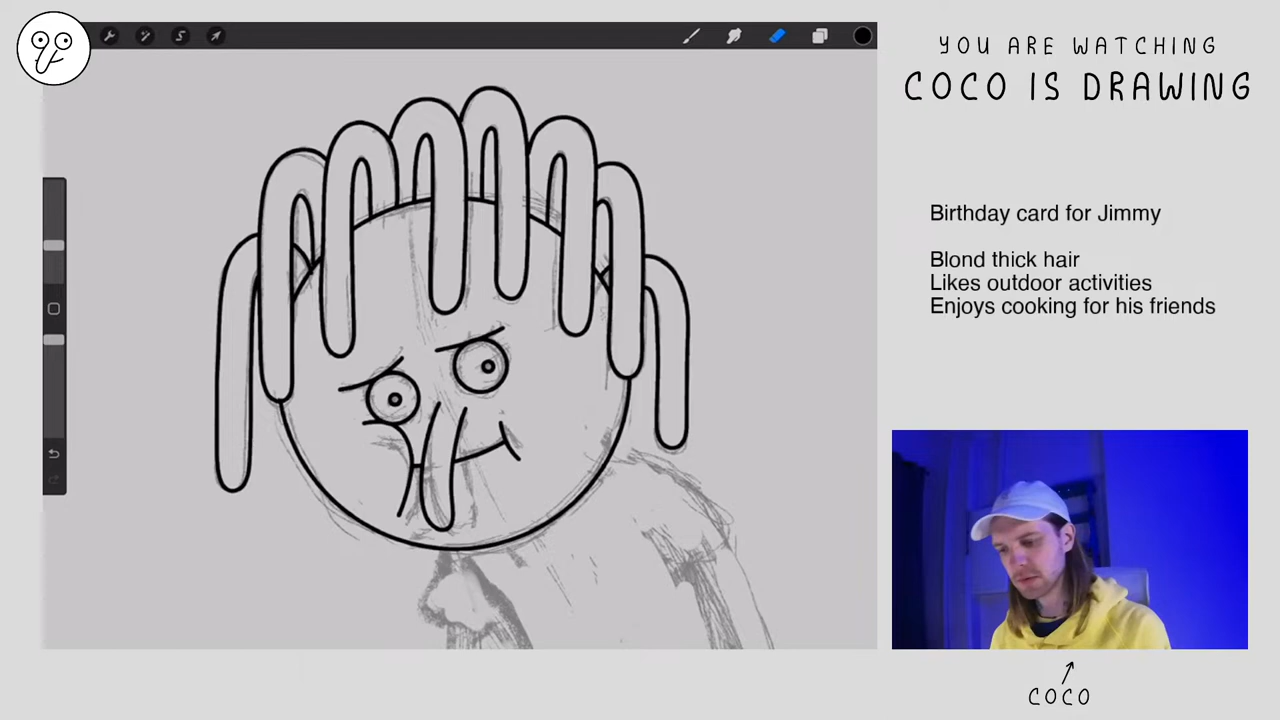 YOU ARE WATCHING
COCO IS DRAWING
Birthday card for Jimmy
Blond thick hair
Likes outdoor activities
Enjoys cooking for his friends
COCO